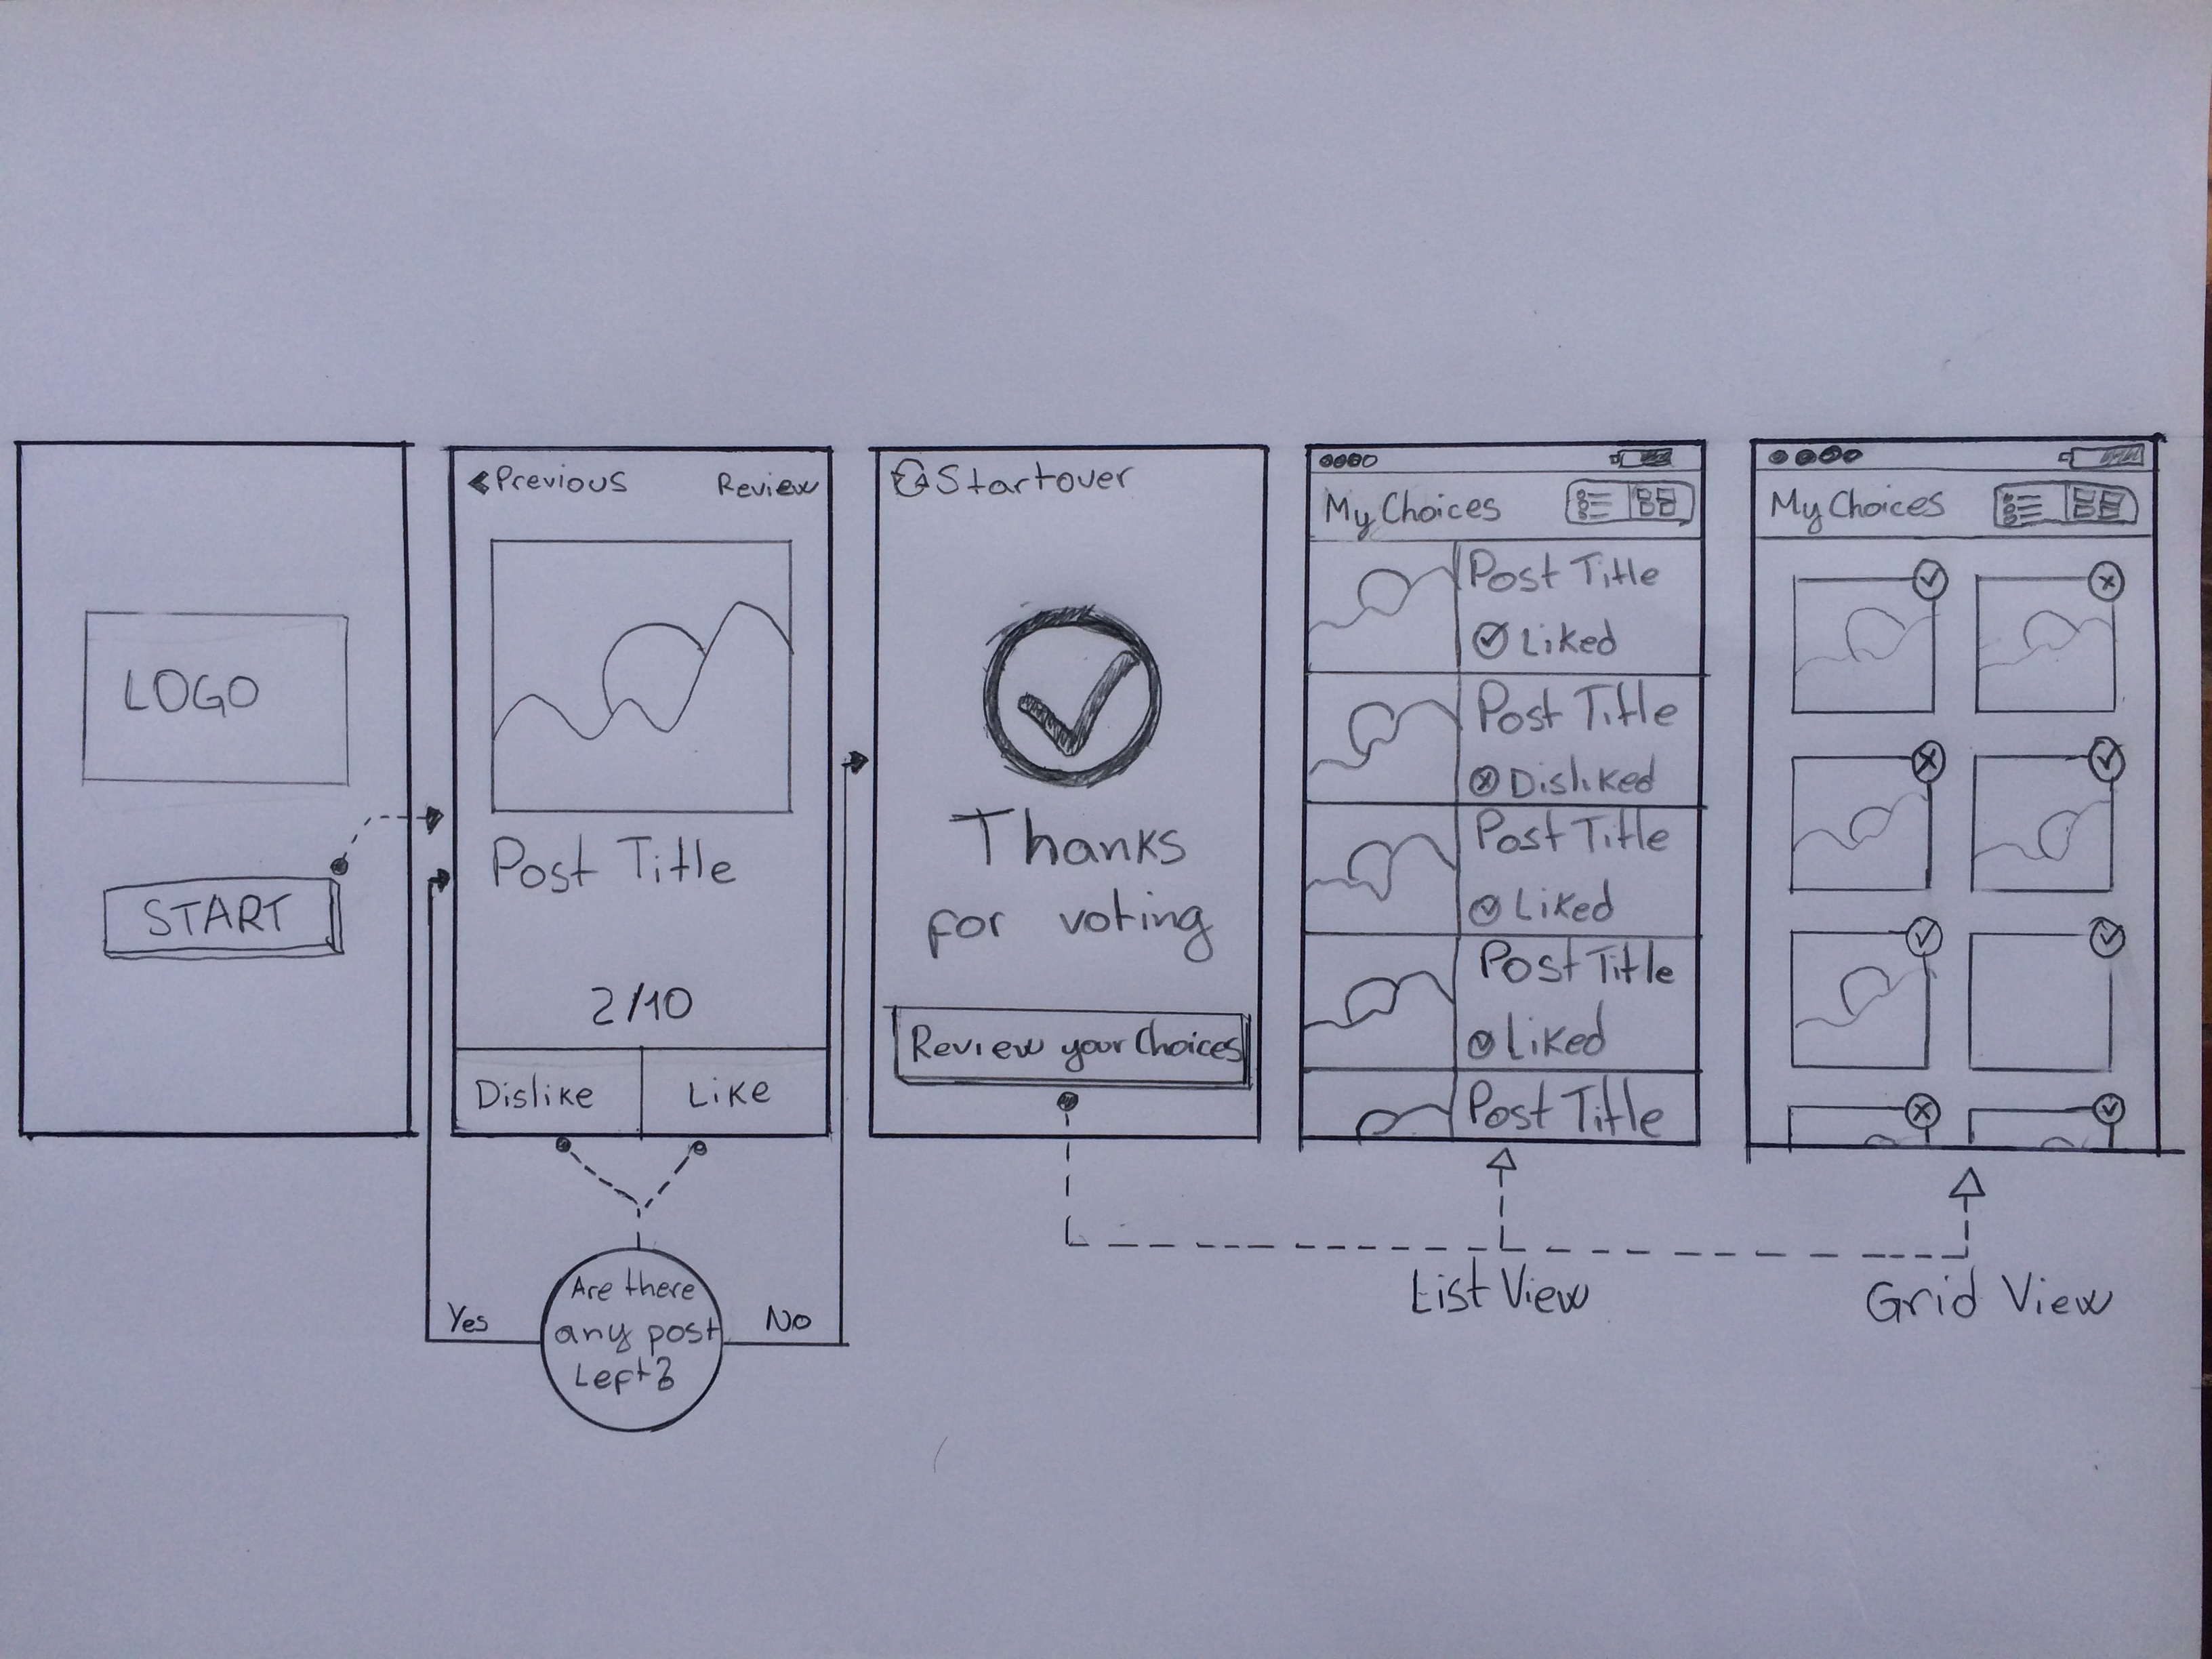 LOGO
START
Previous Review
Post Title
2/10
Dislike Like
Yes
Are there
any post
Lept?
No
Startover
Thanks
for voting
Review your Choices
My Choices
Post Title
Liked
Post Title
Disliked
Post Title
Liked
Post Title
Liked
Post Title
List View
My Choices
Grid View